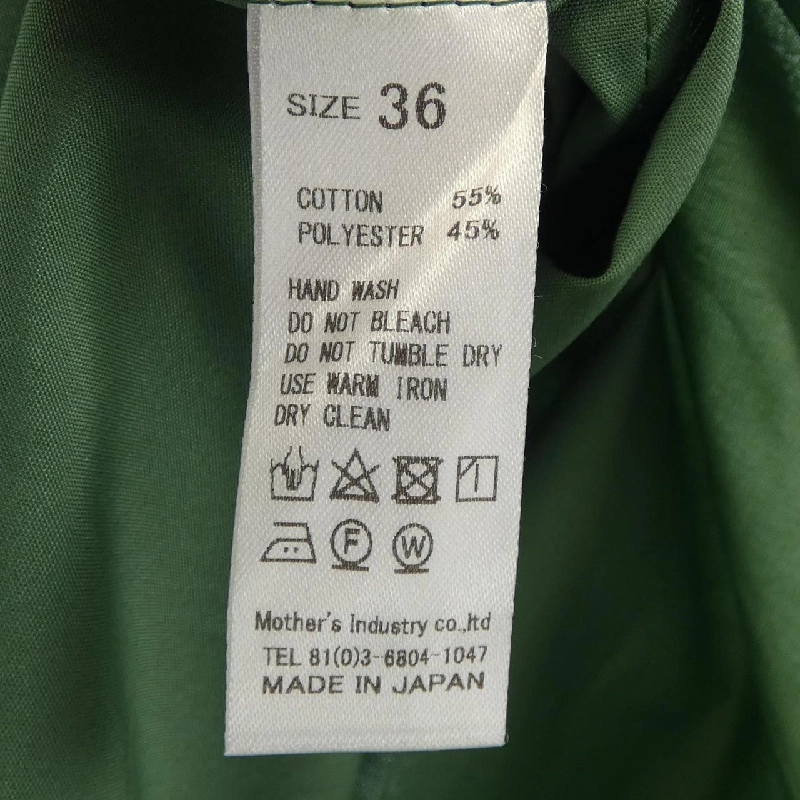 SIZE 36
COTTON 55%
POLYESTER 45%
HAND WASH
DO NOT BLEACH
DO NOT TUMBLE DRY
USE WARM IRON
DRY CLEAN
F W
Mother's Industry co.,ltd
TEL 81(0)3-6804-1047
MADE IN JAPAN